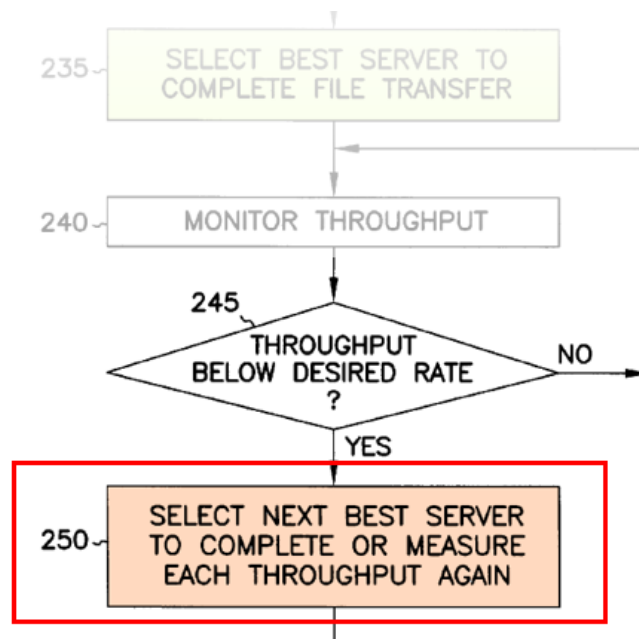 235
SELECT BEST SERVER TO
COMPLETE FILE TRANSFER
240
MONITOR THROUGHPUT
245
THROUGHPUT
BELOW DESIRED RATE
?
NO
YES
250
SELECT NEXT BEST SERVER
TO COMPLETE OR MEASURE
EACH THROUGHPUT AGAIN